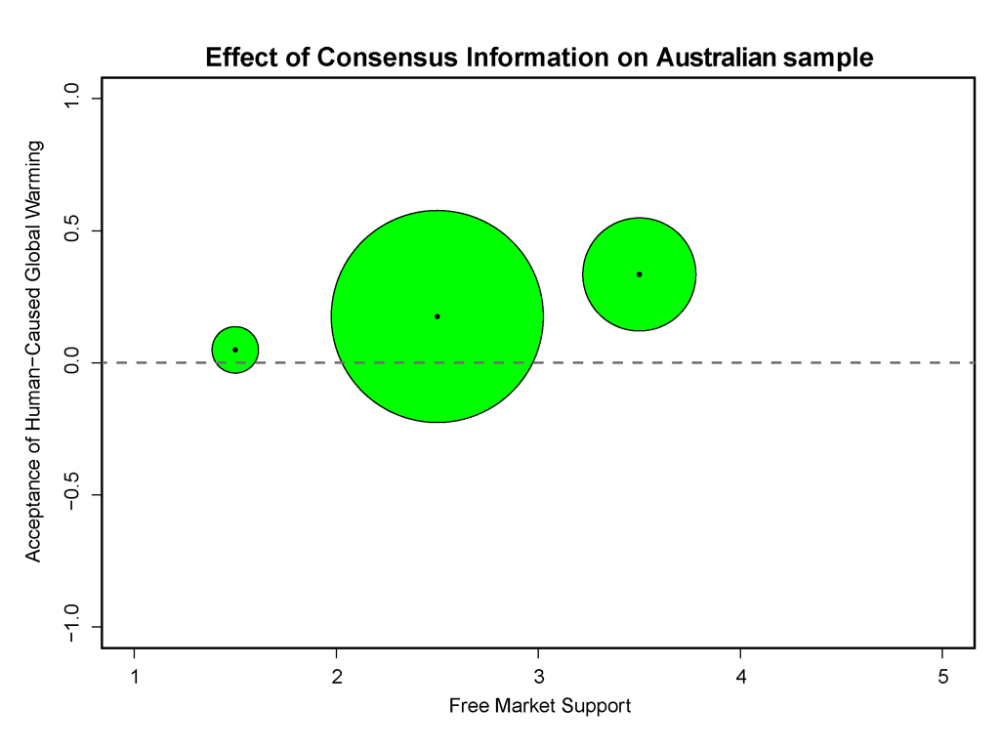 Effect of Consensus Information on Australian sample
Acceptance of Human−Caused Global Warming
1.0
0.5
0.0
−0.5
−1.0
1 2 3 4 5
Free Market Support